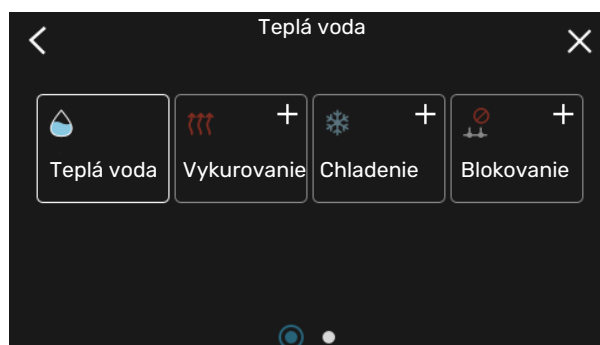 Teplá voda
Teplá voda
Vykurovanie
Chladenie
Blokovanie